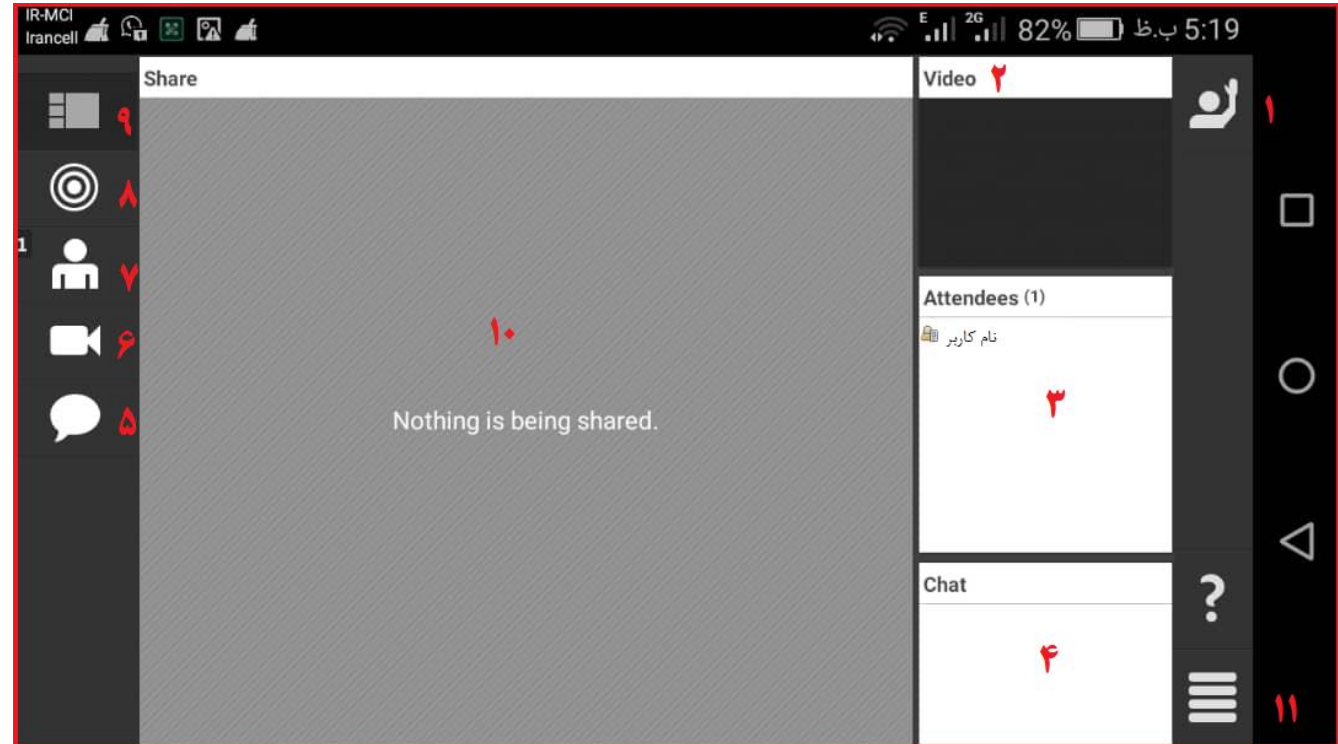 IR-MCI
Irancell
E 2G 82% 5:19 ب.ظ
Share
Video ۲
۱
۹
۸
1
۷
Attendees (1)
نام کاربر
۱۰
۶
۳
Nothing is being shared.
۵
Chat
?
۴
۱۱